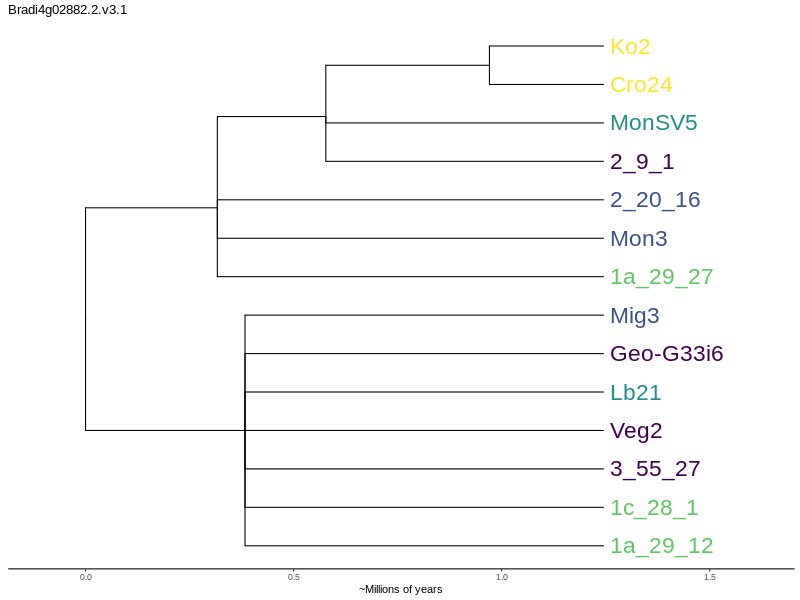 Bradi4g02882.2.v3.1
Ko2
Cro24
MonSV5
2_9_1
2_20_16
Mon3
1a_29_27
Mig3
Geo-G33i6
Lb21
Veg2
3_55_27
1c_28_1
1a_29_12
0.0 0.5 1.0 1.5
~Millions of years